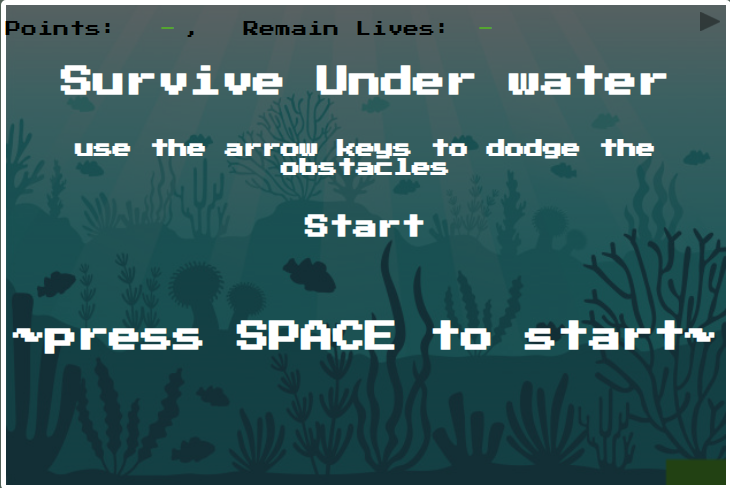 Points: - , Remain Lives: -
Survive Under water
use the arrow keys to dodge the
obstacles
Start
~press SPACE to start~